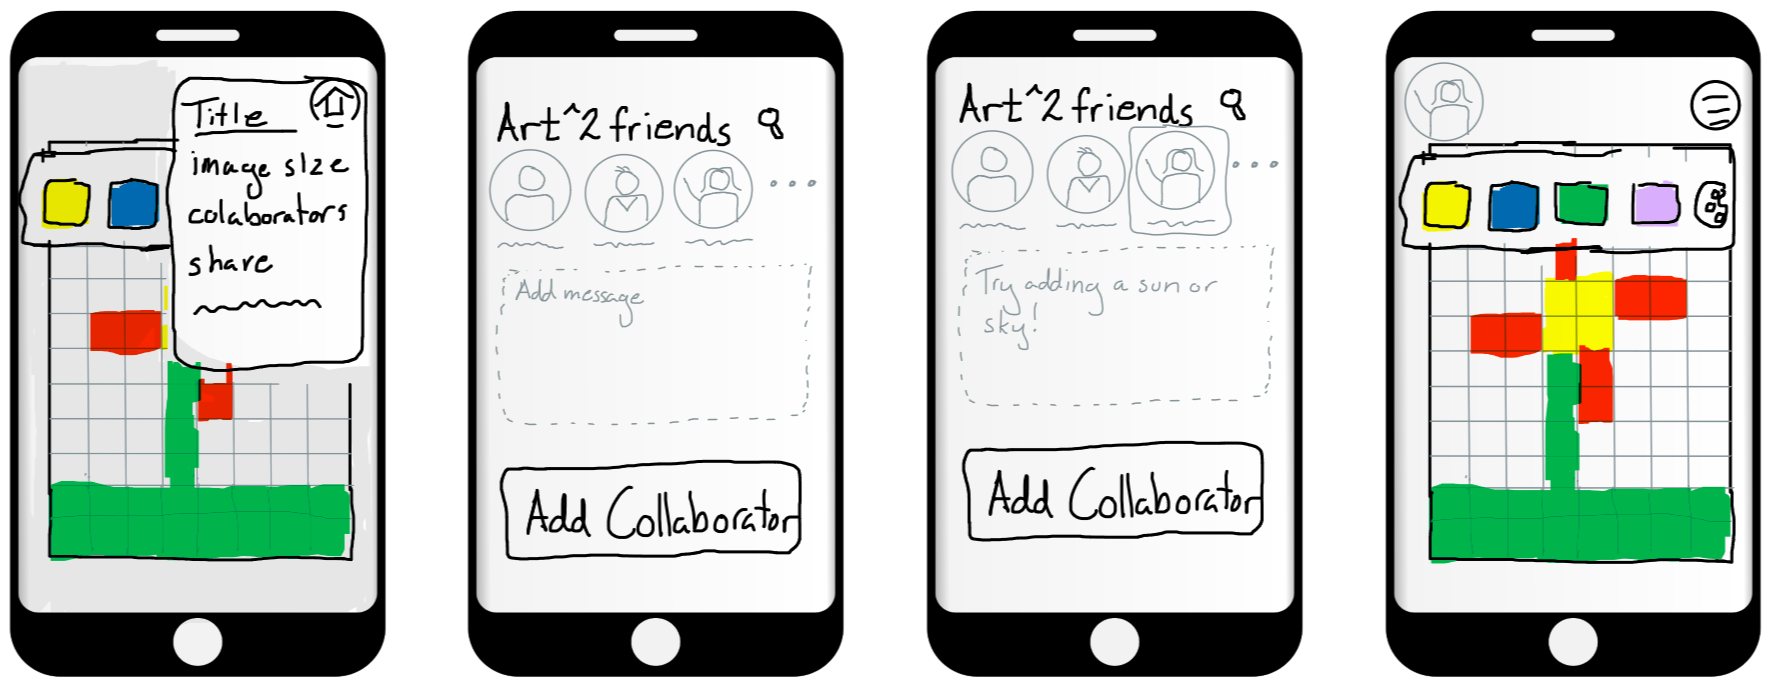 Title
image size
colaborators
share
Art^2 friends
Add message
Add Collaborator
Art^2 friends
Try adding a sun or
sky!
Add Collaborator